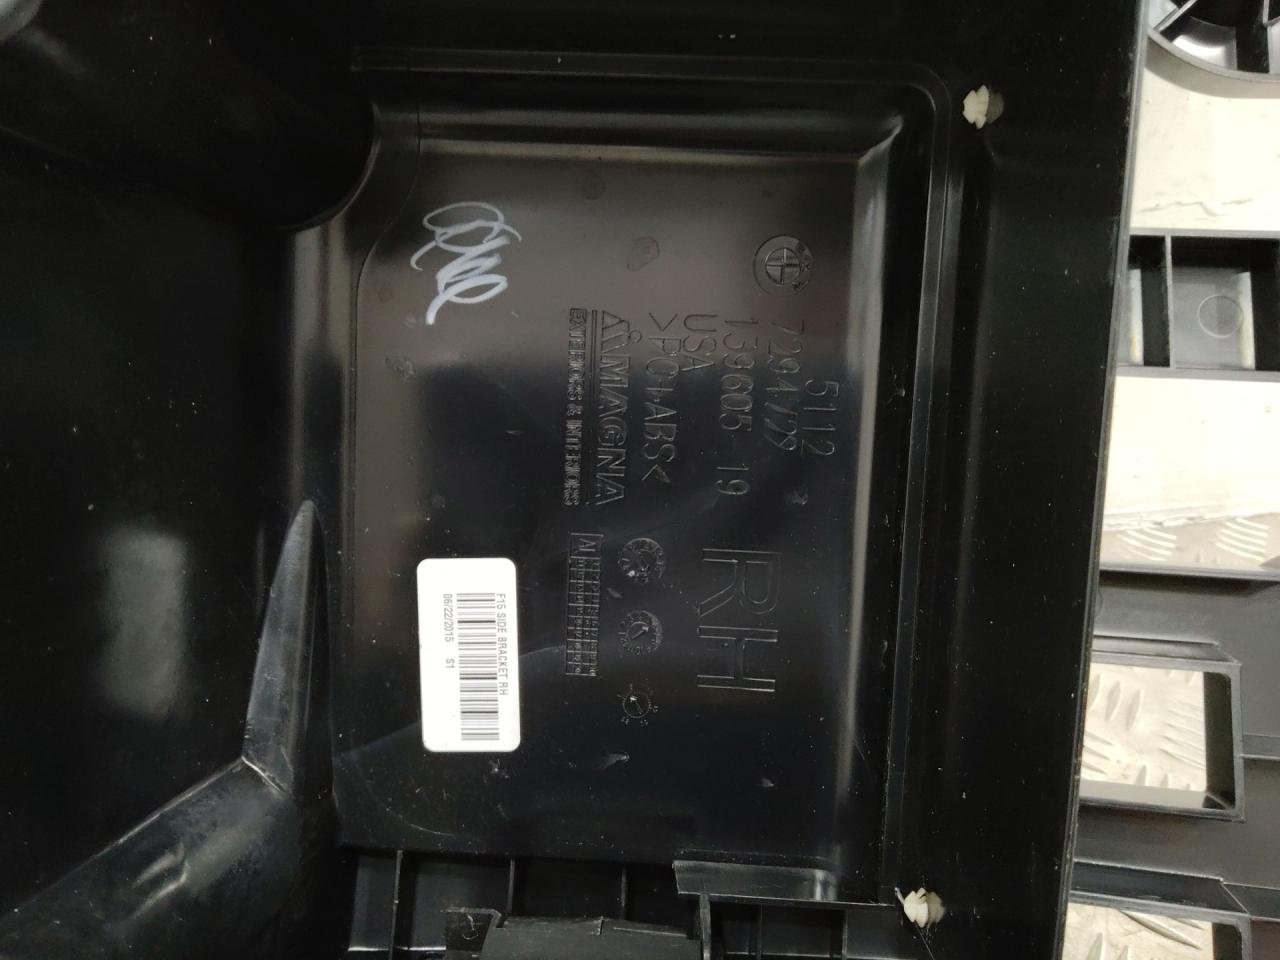 5112
7294729
139605-19
RH
USA
>PC+ABS<
MAGNA
EXTERIORS & INTERIORS
F15 SIDE BRACKET RH
06/22/2015 S1